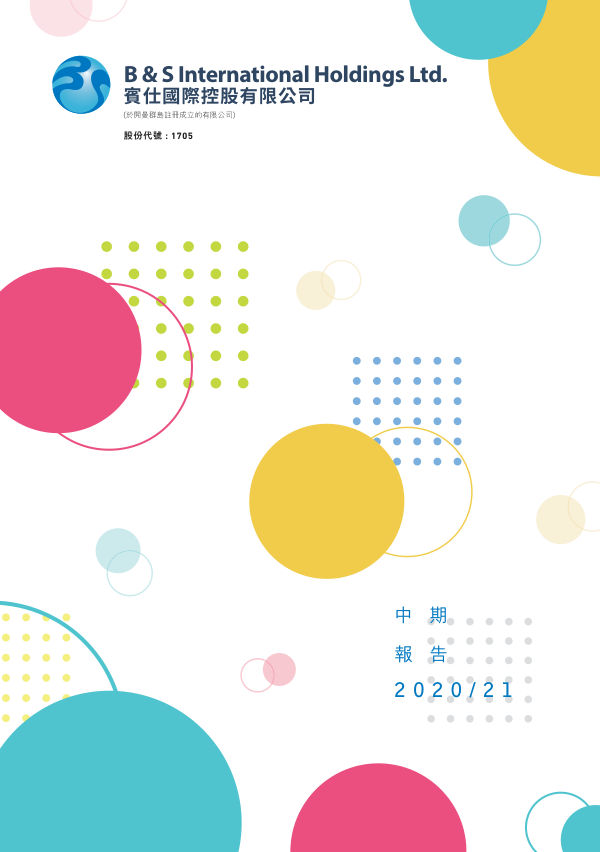 B & S International Holdings Ltd.
賓仕國際控股有限公司
(於開曼群島註冊成立的有限公司)
股份代號：1705
中 期
報 告
2020/21